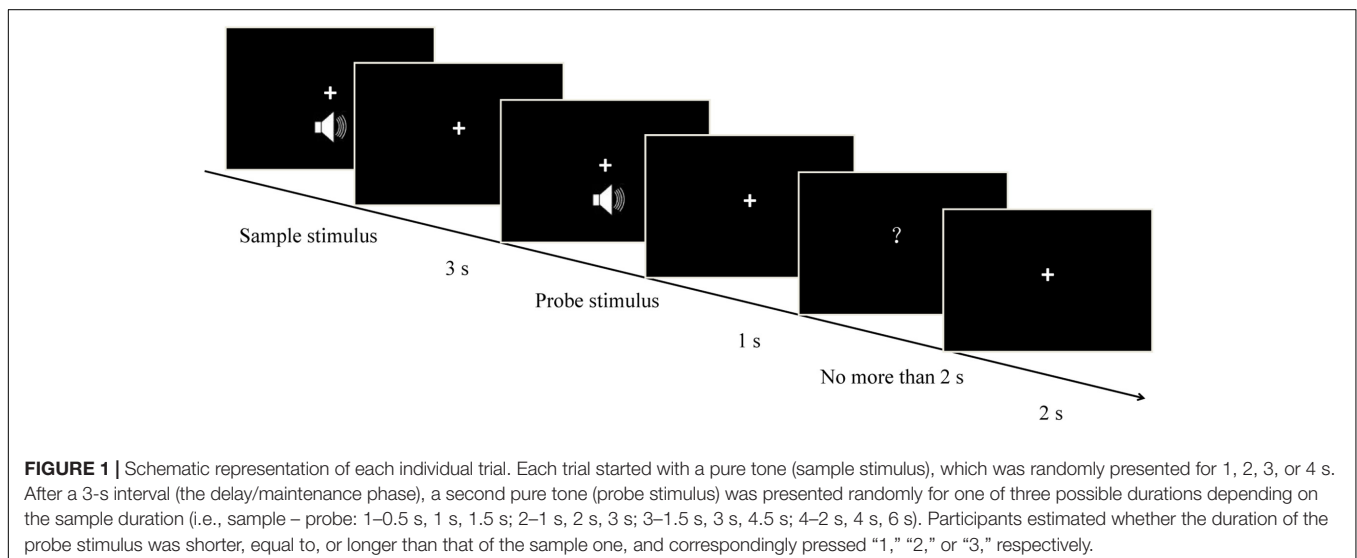 ?
Sample stimulus
3 s
Probe stimulus
1 s
No more than 2 s
2 s
FIGURE 1 | Schematic representation of each individual trial. Each trial started with a pure tone (sample stimulus), which was randomly presented for 1, 2, 3, or 4 s.
After a 3-s interval (the delay/maintenance phase), a second pure tone (probe stimulus) was presented randomly for one of three possible durations depending on
the sample duration (i.e., sample – probe: 1–0.5 s, 1 s, 1.5 s; 2–1 s, 2 s, 3 s; 3–1.5 s, 3 s, 4.5 s; 4–2 s, 4 s, 6 s). Participants estimated whether the duration of the
probe stimulus was shorter, equal to, or longer than that of the sample one, and correspondingly pressed “1,” “2,” or “3,” respectively.